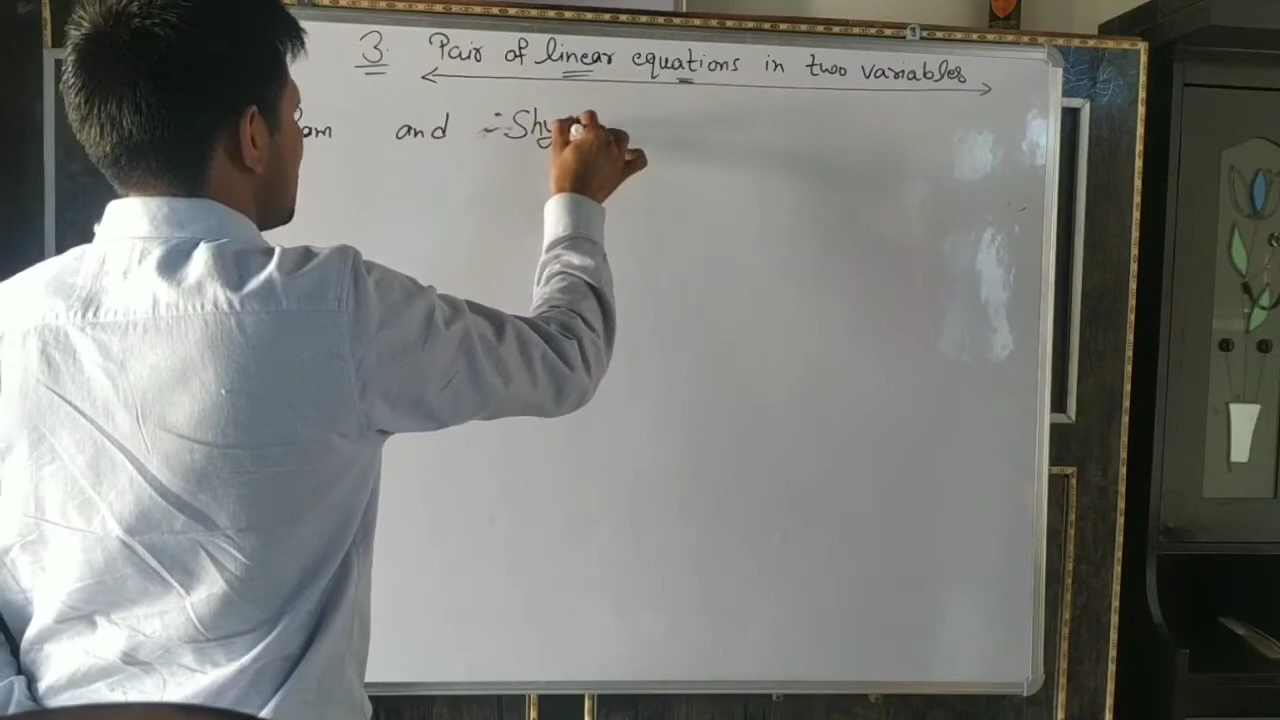 3. Pair of linear equations in two variables
and